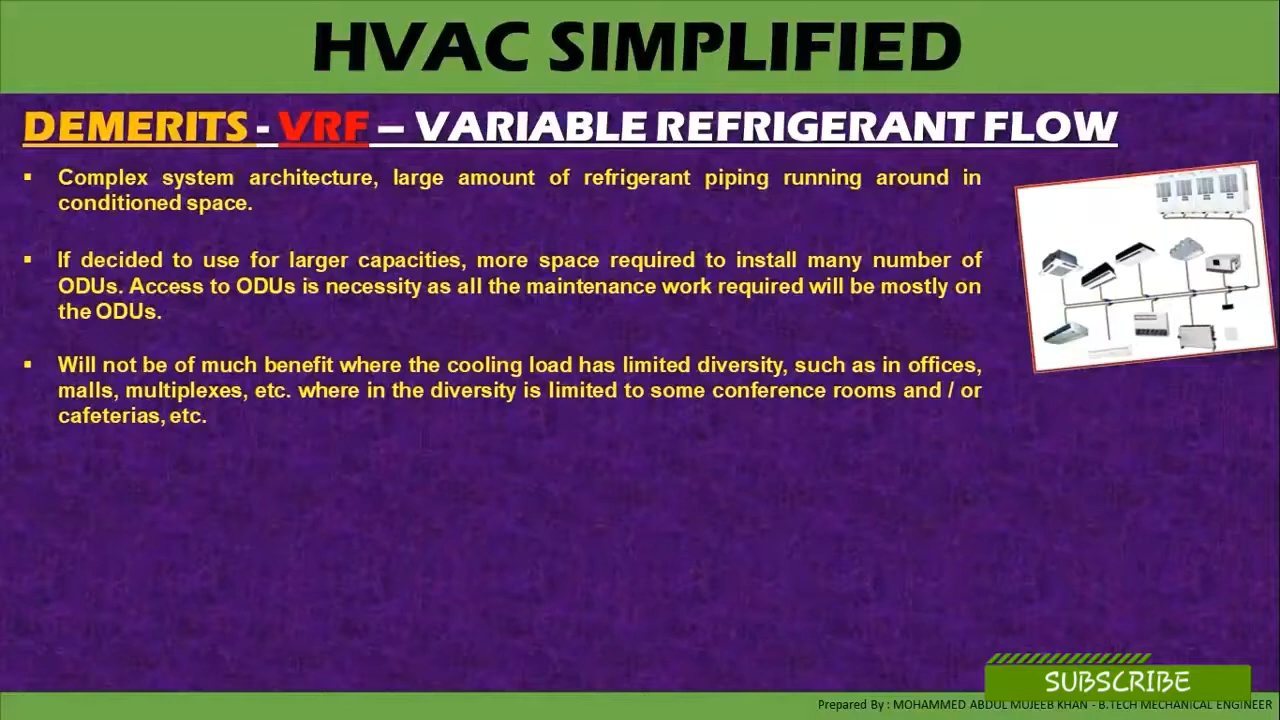 HVAC SIMPLIFIED
DEMERITS - VRF – VARIABLE REFRIGERANT FLOW
▪ Complex system architecture, large amount of refrigerant piping running around in
conditioned space.
▪ If decided to use for larger capacities, more space required to install many number of
ODUs. Access to ODUs is necessity as all the maintenance work required will be mostly on
the ODUs.
▪ Will not be of much benefit where the cooling load has limited diversity, such as in offices,
malls, multiplexes, etc. where in the diversity is limited to some conference rooms and / or
cafeterias, etc.
SUBSCRIBE
Prepared By : MOHAMMED ABDUL MUJEEB KHAN - B.TECH MECHANICAL ENGINEER